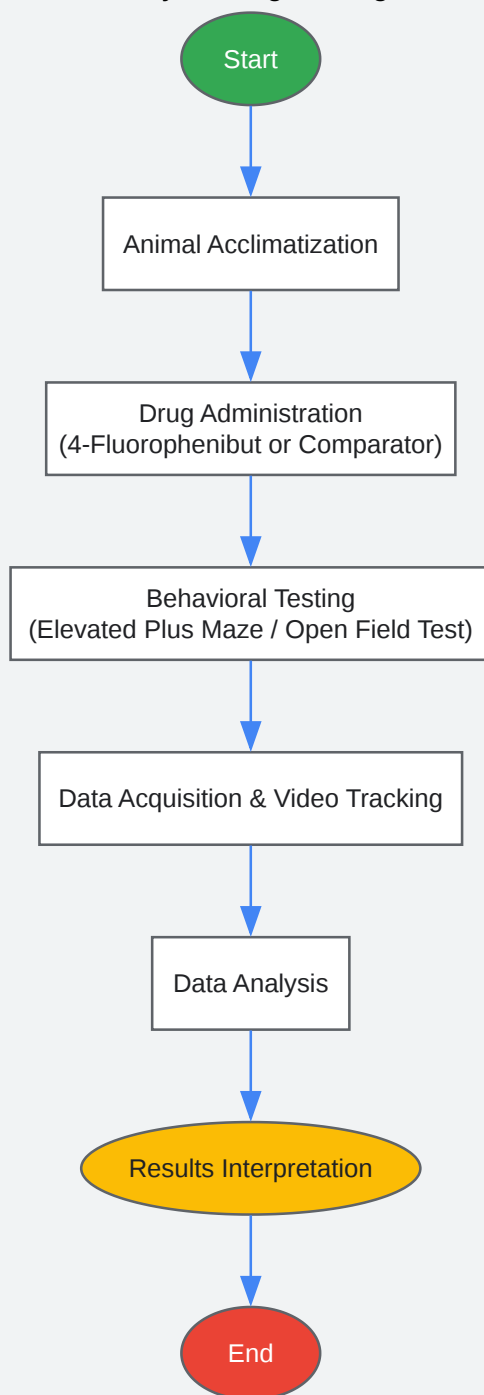 Start
Animal Acclimatization
Drug Administration
(4-Fluorophenibut or Comparator)
Behavioral Testing
(Elevated Plus Maze / Open Field Test)
Data Acquisition & Video Tracking
Data Analysis
Results Interpretation
End